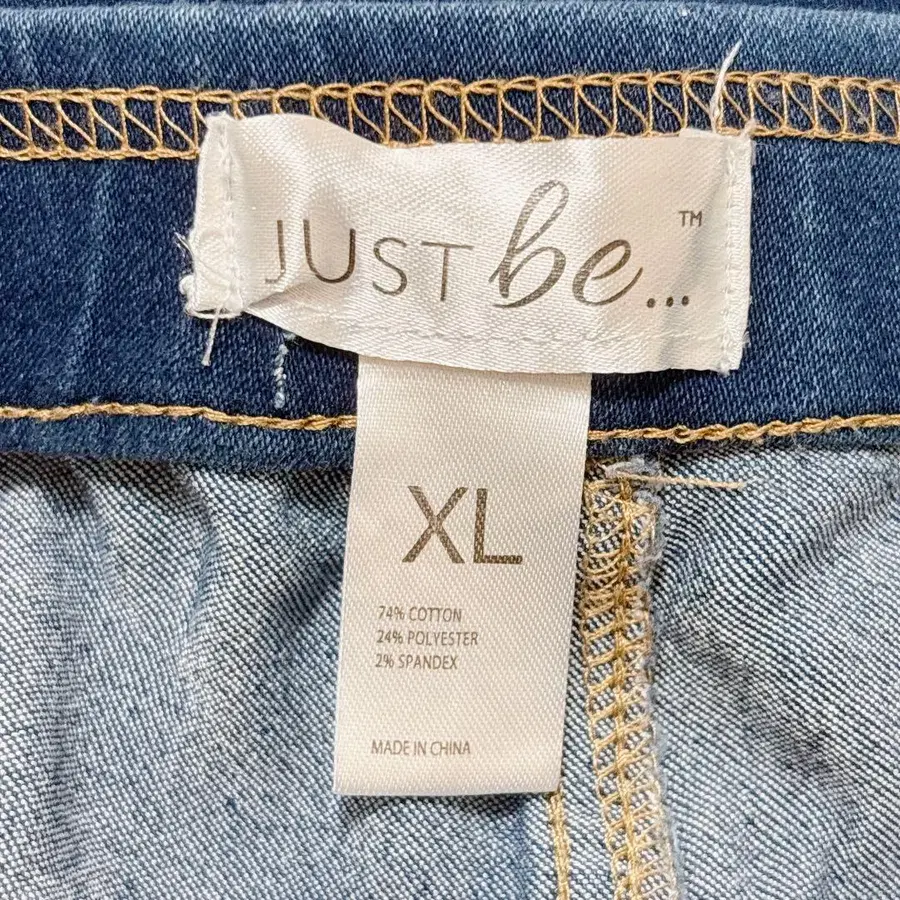 JUST be... ™
XL
74% COTTON
24% POLYESTER
2% SPANDEX
MADE IN CHINA